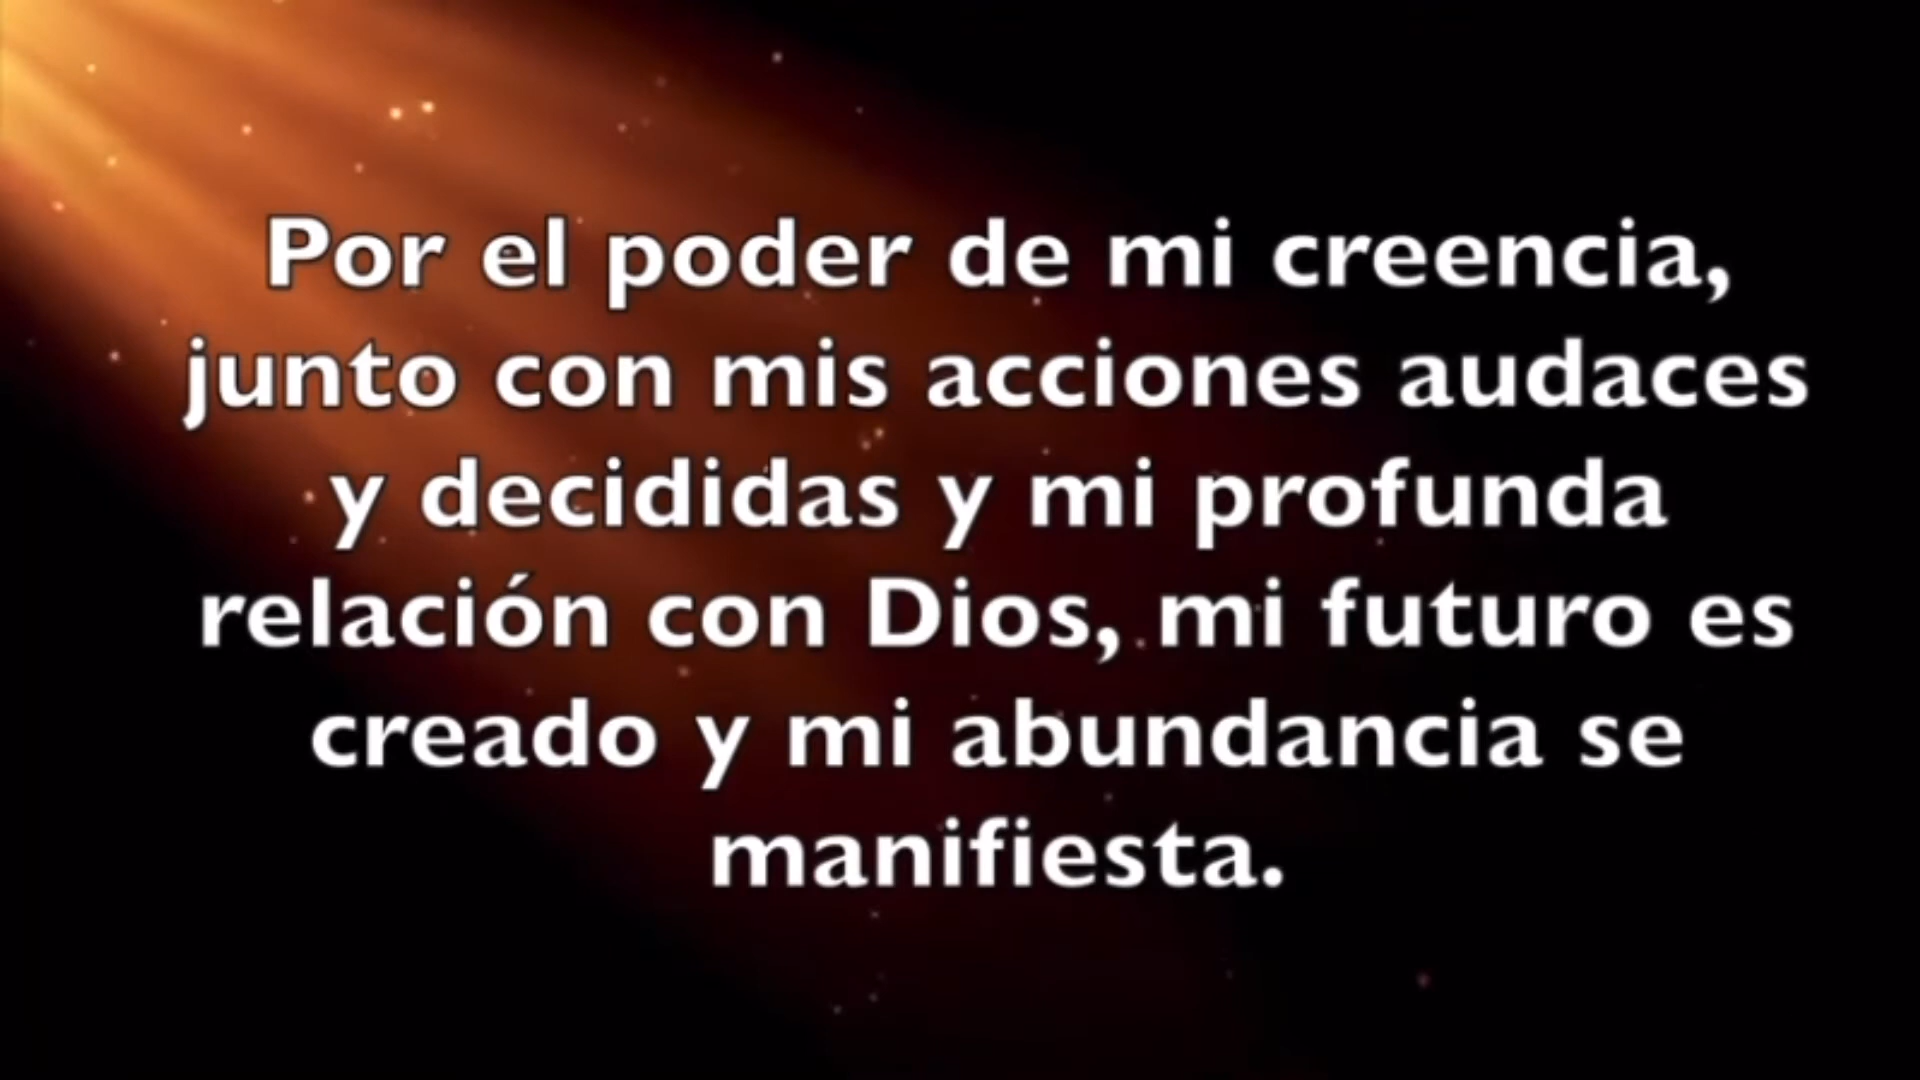 Por el poder de mi creencia,
junto con mis acciones audaces
y decididas y mi profunda
relación con Dios, mi futuro es
creado y mi abundancia se
manifiesta.